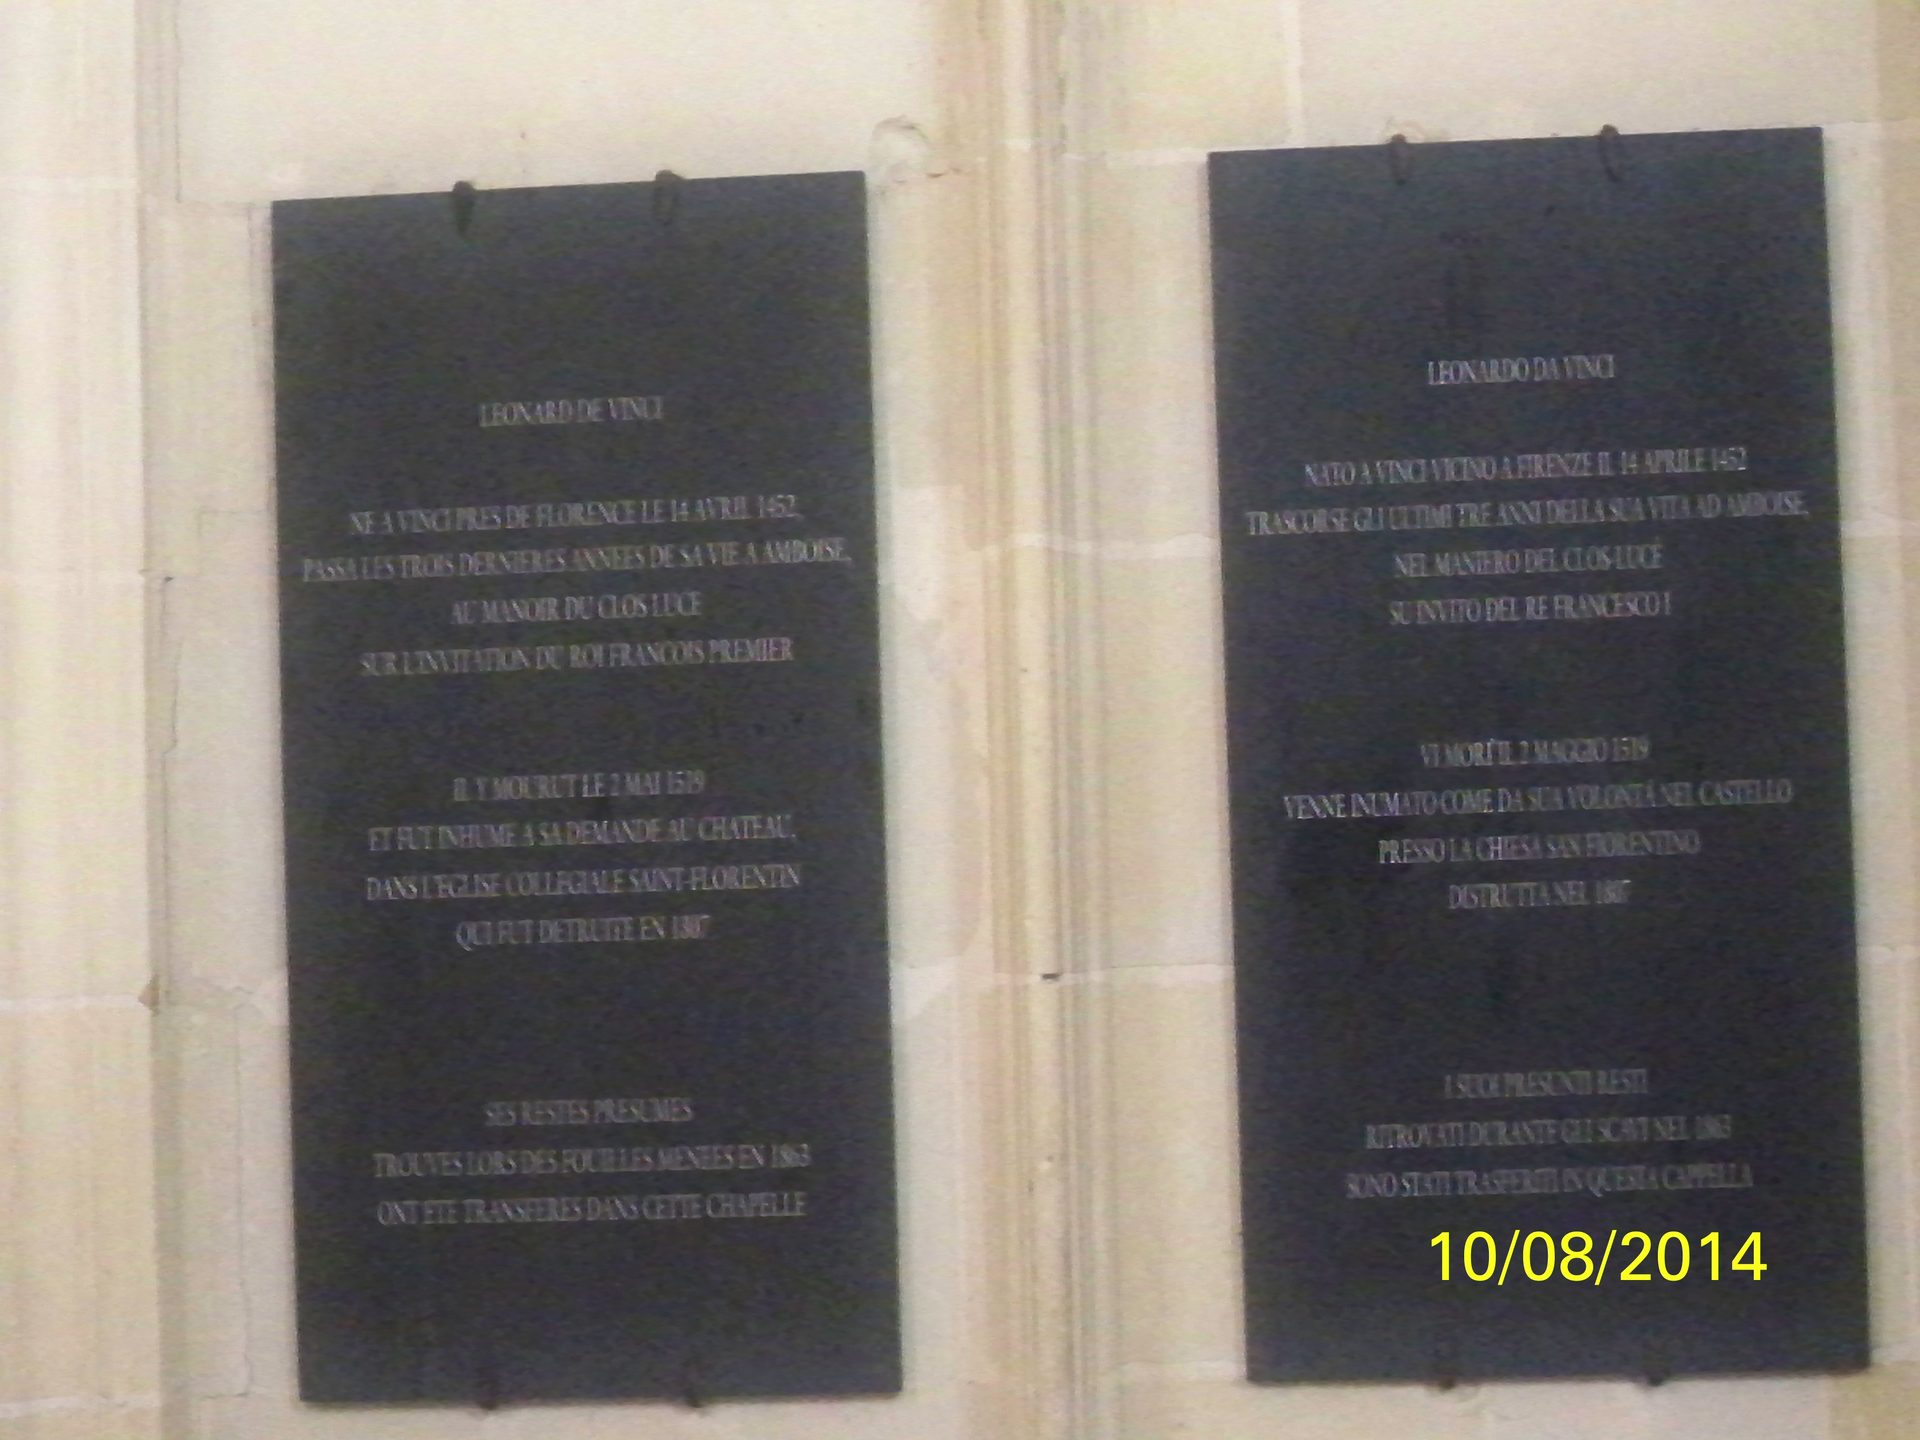 LEONARD DE VINCI
NE A VINCI PRES DE FLORENCE LE 14 AVRIL 1452,
PASSA LES TROIS DERNIERES ANNEES DE SA VIE A AMBOISE,
AU MANOIR DU CLOS LUCE
SUR L'INVITATION DU ROI FRANCOIS PREMIER
IL Y MOURUT LE 2 MAI 1519
ET FUT INHUME A SA DEMANDE AU CHATEAU,
DANS L'EGLISE COLLEGIALE SAINT-FLORENTIN
QUI FUT DETRUITE EN 1807
SES RESTES PRESUMES
TROUVES LORS DES FOUILLES MENEES EN 1863
ONT ETE TRANSFERES DANS CETTE CHAPELLE
LEONARDO DA VINCI
NATO A VINCI VICINO A FIRENZE IL 14 APRILE 1452
TRASCORSE GLI ULTIMI TRE ANNI DELLA SUA VITA AD AMBOISE,
NEL MANIERO DEL CLOS-LUCÉ
SU INVITO DEL RE FRANCESCO I
VI MORÍ IL 2 MAGGIO 1519
VENNE INUMATO COME DA SUA VOLONTÁ NEL CASTELLO
PRESSO LA CHIESA SAN FIORENTINO
DISTRUTTA NEL 1807
I SUOI PRESUNTI RESTI
RITROVATI DURANTE GLI SCAVI NEL 1863
SONO STATI TRASFERITI IN QUESTA CAPPELLA
10/08/2014